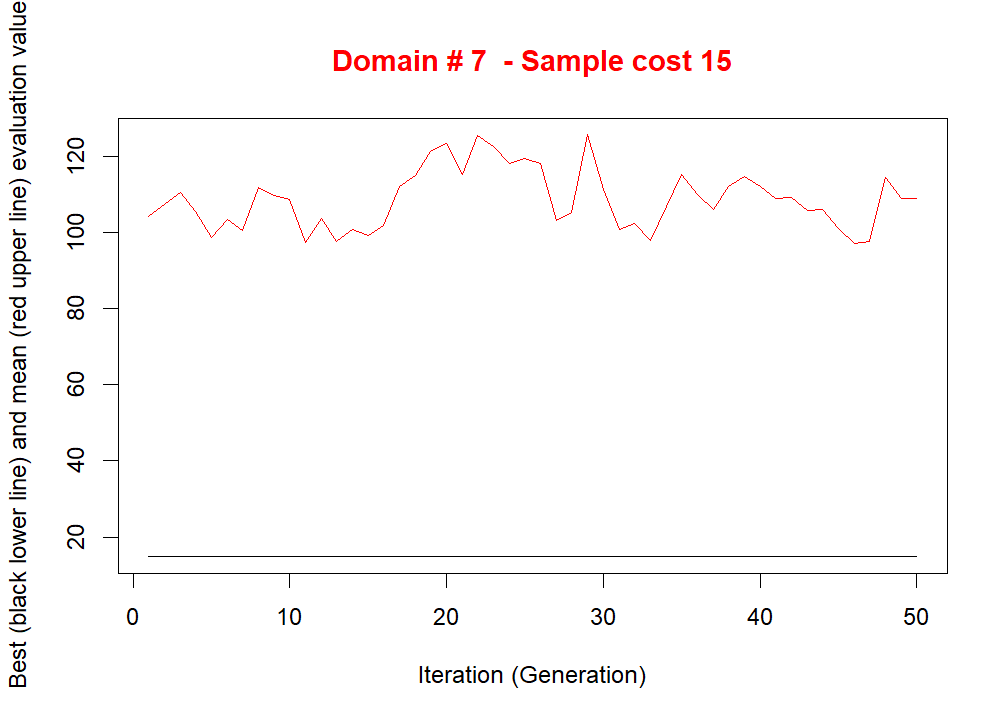 Domain # 7  - Sample cost 15
Best (black lower line) and mean (red upper line) evaluation value
120
100
80
60
40
20
0 10 20 30 40 50
Iteration (Generation)